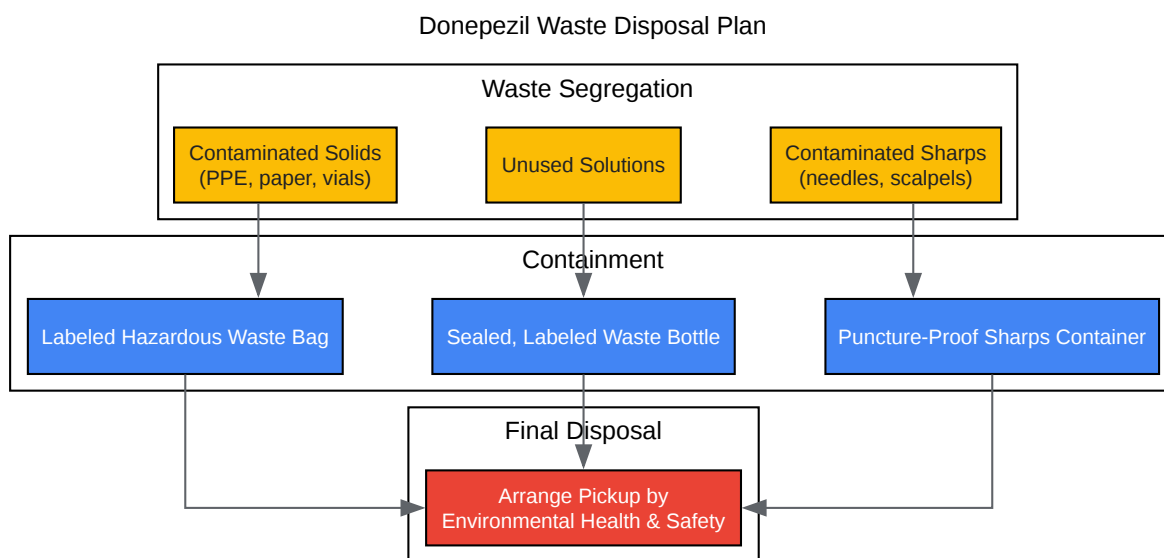 Donepezil Waste Disposal Plan
Waste Segregation
Contaminated Solids
(PPE, paper, vials)
Unused Solutions
Contaminated Sharps
(needles, scalpels)
Containment
Labeled Hazardous Waste Bag
Sealed, Labeled Waste Bottle
Puncture-Proof Sharps Container
Final Disposal
Arrange Pickup by
Environmental Health & Safety